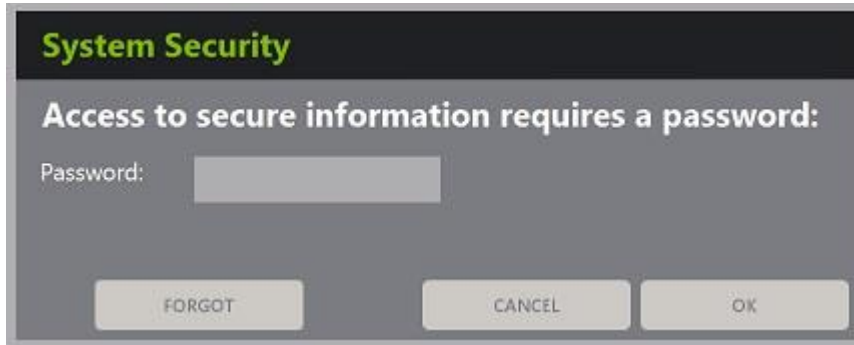 System Security
Access to secure information requires a password:
Password:
FORGOT CANCEL OK